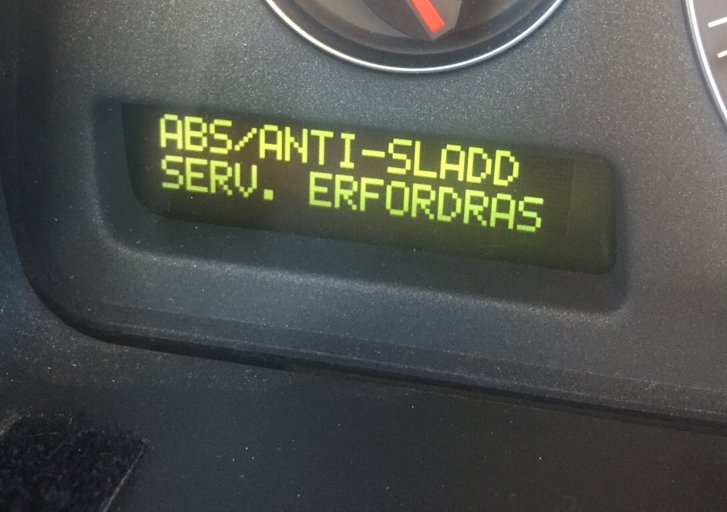 ABS/ANTI-SLADD
SERV. ERFORDRAS